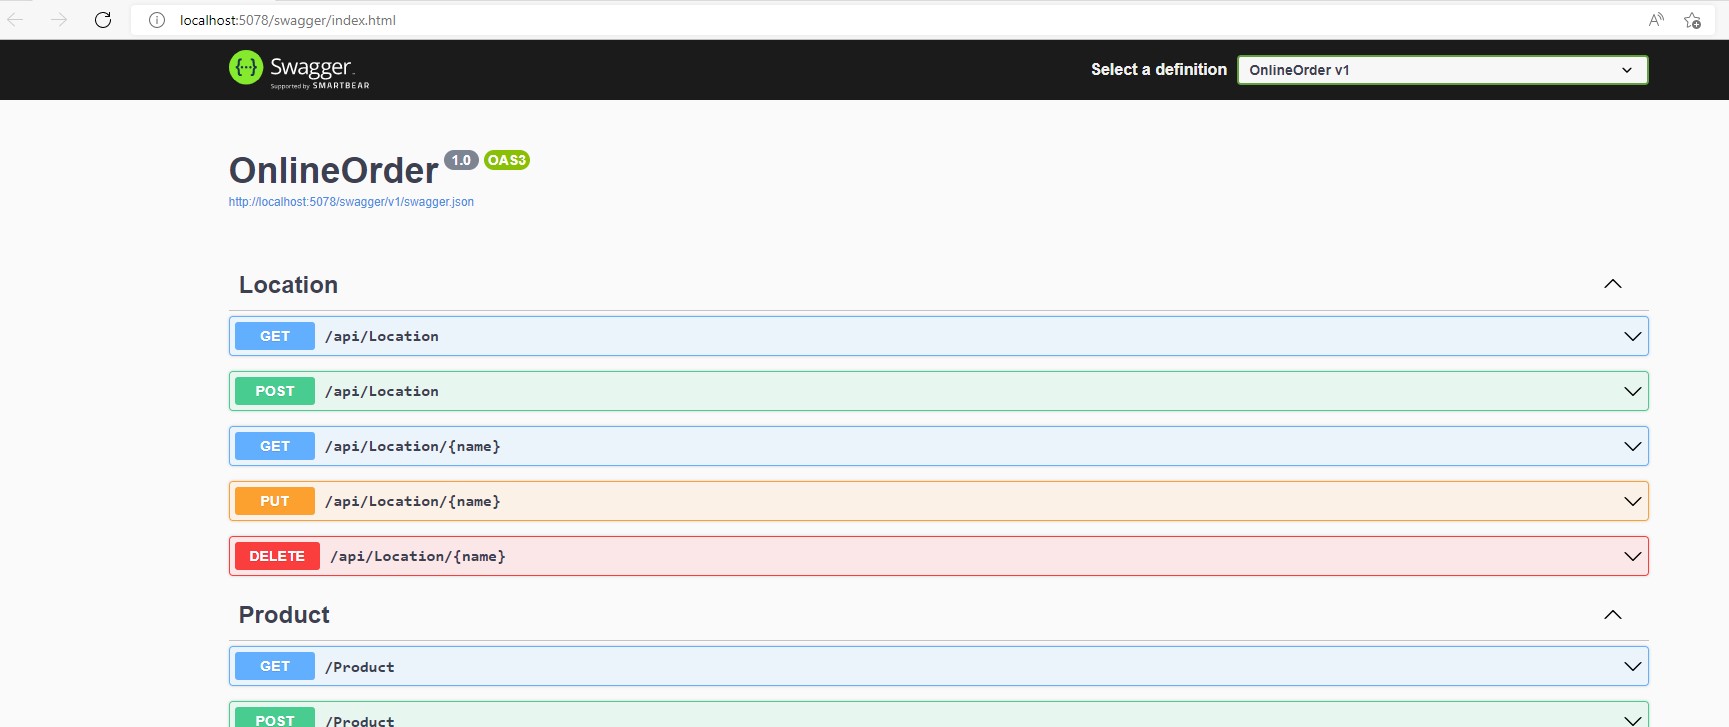 localhost:5078/swagger/index.html
Swagger
Supported by SMARTBEAR
Select a definition
OnlineOrder v1
OnlineOrder 1.0 OAS3
http://localhost:5078/swagger/v1/swagger.json
Location
GET /api/Location
POST /api/Location
GET /api/Location/{name}
PUT /api/Location/{name}
DELETE /api/Location/{name}
Product
GET /Product
POST /Product